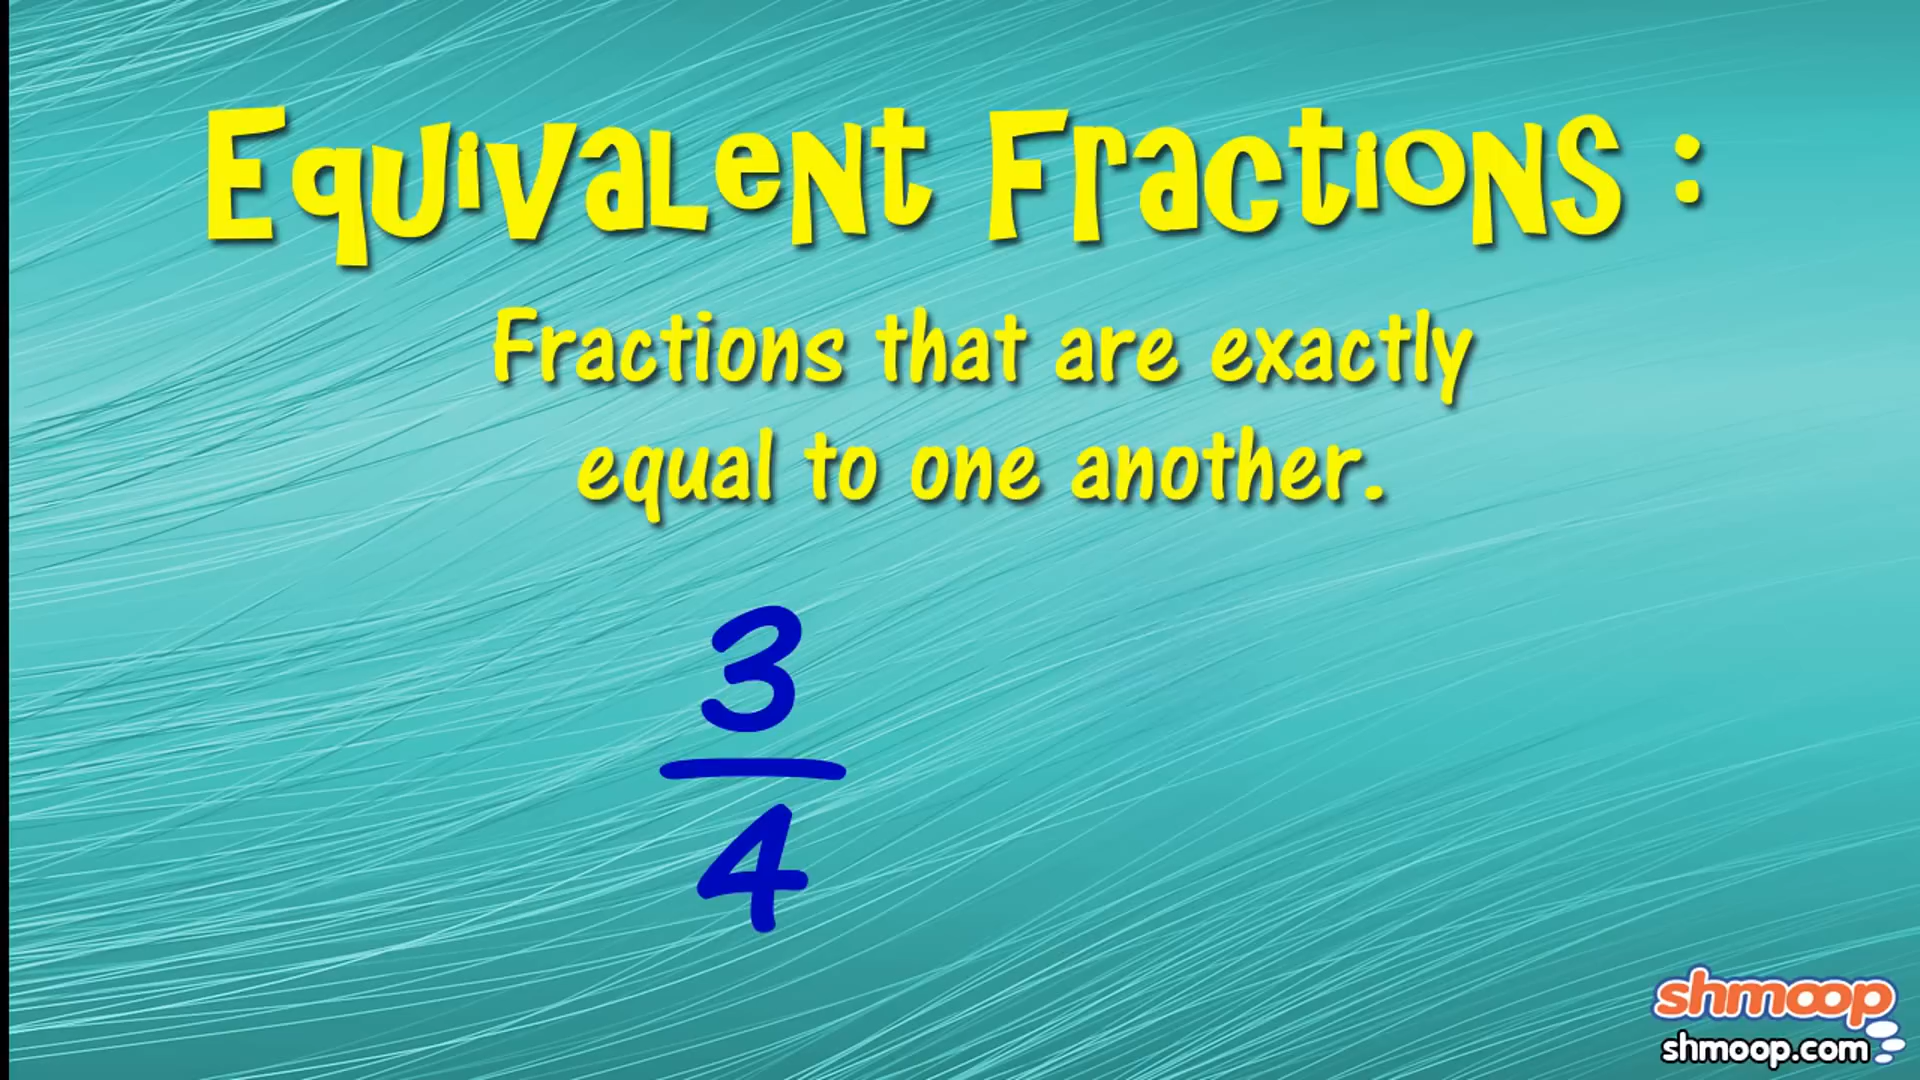 Equivalent Fractions :
Fractions that are exactly
equal to one another.
3
4
shmoop
shmoop.com